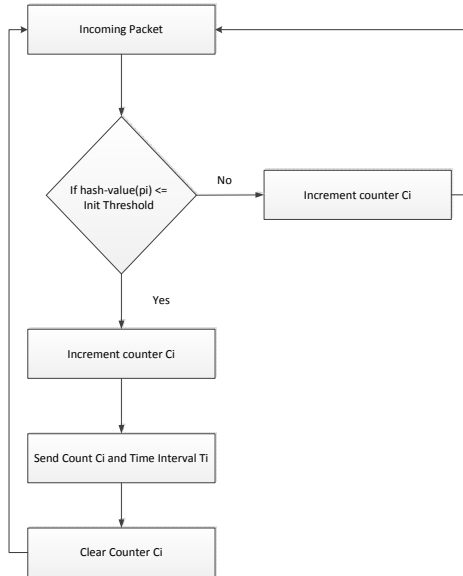 Incoming Packet
If hash-value(pi) <=
Init Threshold
No
Increment counter Ci
Yes
Increment counter Ci
Send Count Ci and Time Interval Ti
Clear Counter Ci